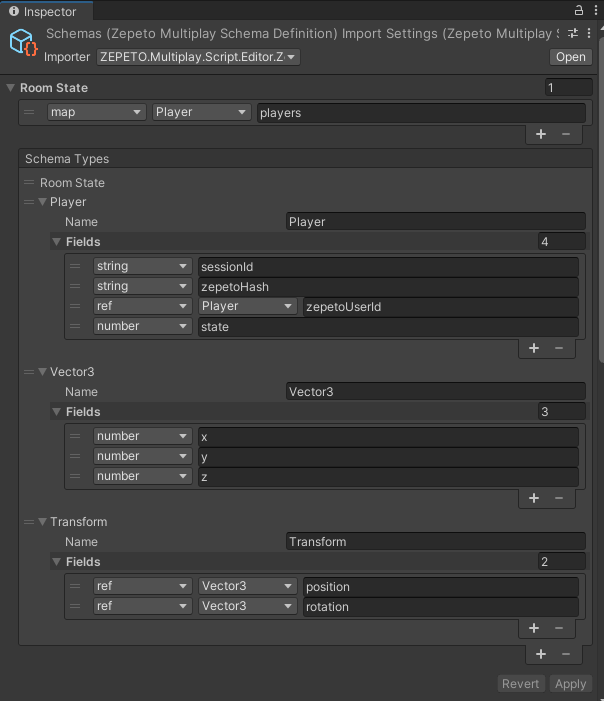 Inspector
Schemas (Zepeto Multiplay Schema Definition) Import Settings (Zepeto Multiplay S
Importer ZEPETO.Multiplay.Script.Editor.Z Open
Room State 1
map Player players
+ −
Schema Types
Room State
Player
Name Player
Fields 4
string sessionId
string zepetoHash
ref Player zepetoUserId
number state
+ −
Vector3
Name Vector3
Fields 3
number x
number y
number z
+ −
Transform
Name Transform
Fields 2
ref Vector3 position
ref Vector3 rotation
+ −
+ −
Revert Apply